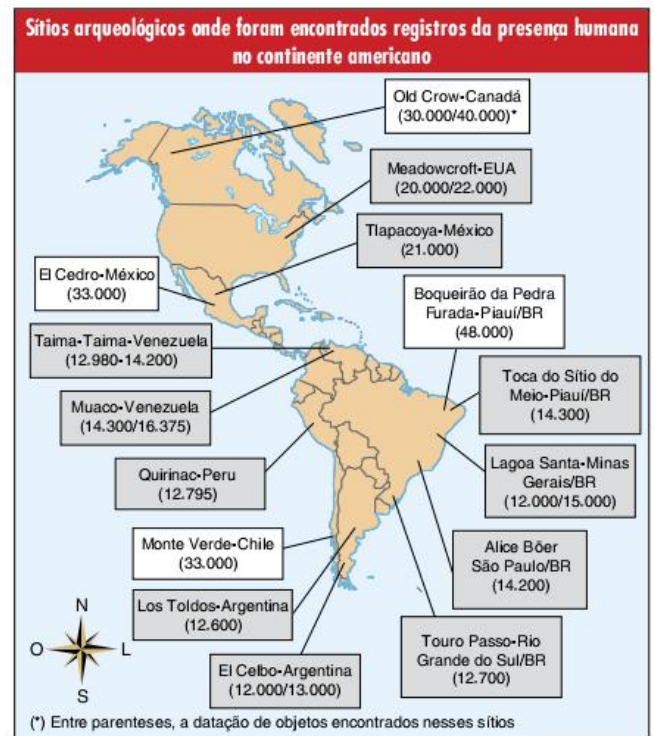 Sítios arqueológicos onde foram encontrados registros da presença humana
no continente americano
Old Crow-Canadá
(30.000/40.000)*
Meadowcroft-EUA
(20.000/22.000)
Tlapacoya-México
(21.000)
El Cedro-México
(33.000)
Boqueirão da Pedra
Furada-Piauí/BR
(48.000)
Taima-Taima-Venezuela
(12.980-14.200)
Toca do Sítio do
Meio-Piauí/BR
(14.300)
Muaco-Venezuela
(14.300/16.375)
Lagoa Santa-Minas
Gerais/BR
(12.000/15.000)
Quirinac-Peru
(12.795)
Monte Verde-Chile
(33.000)
Alice Böer
São Paulo/BR
(14.200)
Los Toldos-Argentina
(12.600)
Touro Passo-Rio
Grande do Sul/BR
(12.700)
El Celbo-Argentina
(12.000/13.000)
N
O
L
S
(*) Entre parenteses, a datação de objetos encontrados nesses sítios